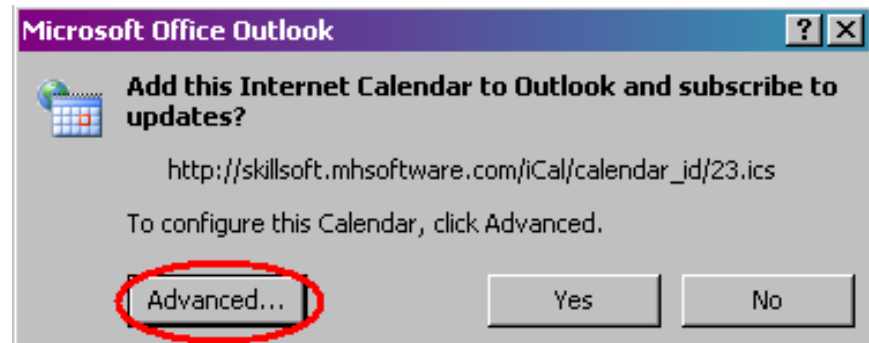 Microsoft Office Outlook
Add this Internet Calendar to Outlook and subscribe to
updates?
http://skillsoft.mhsoftware.com/iCal/calendar_id/23.ics
To configure this Calendar, click Advanced.
Advanced... Yes No